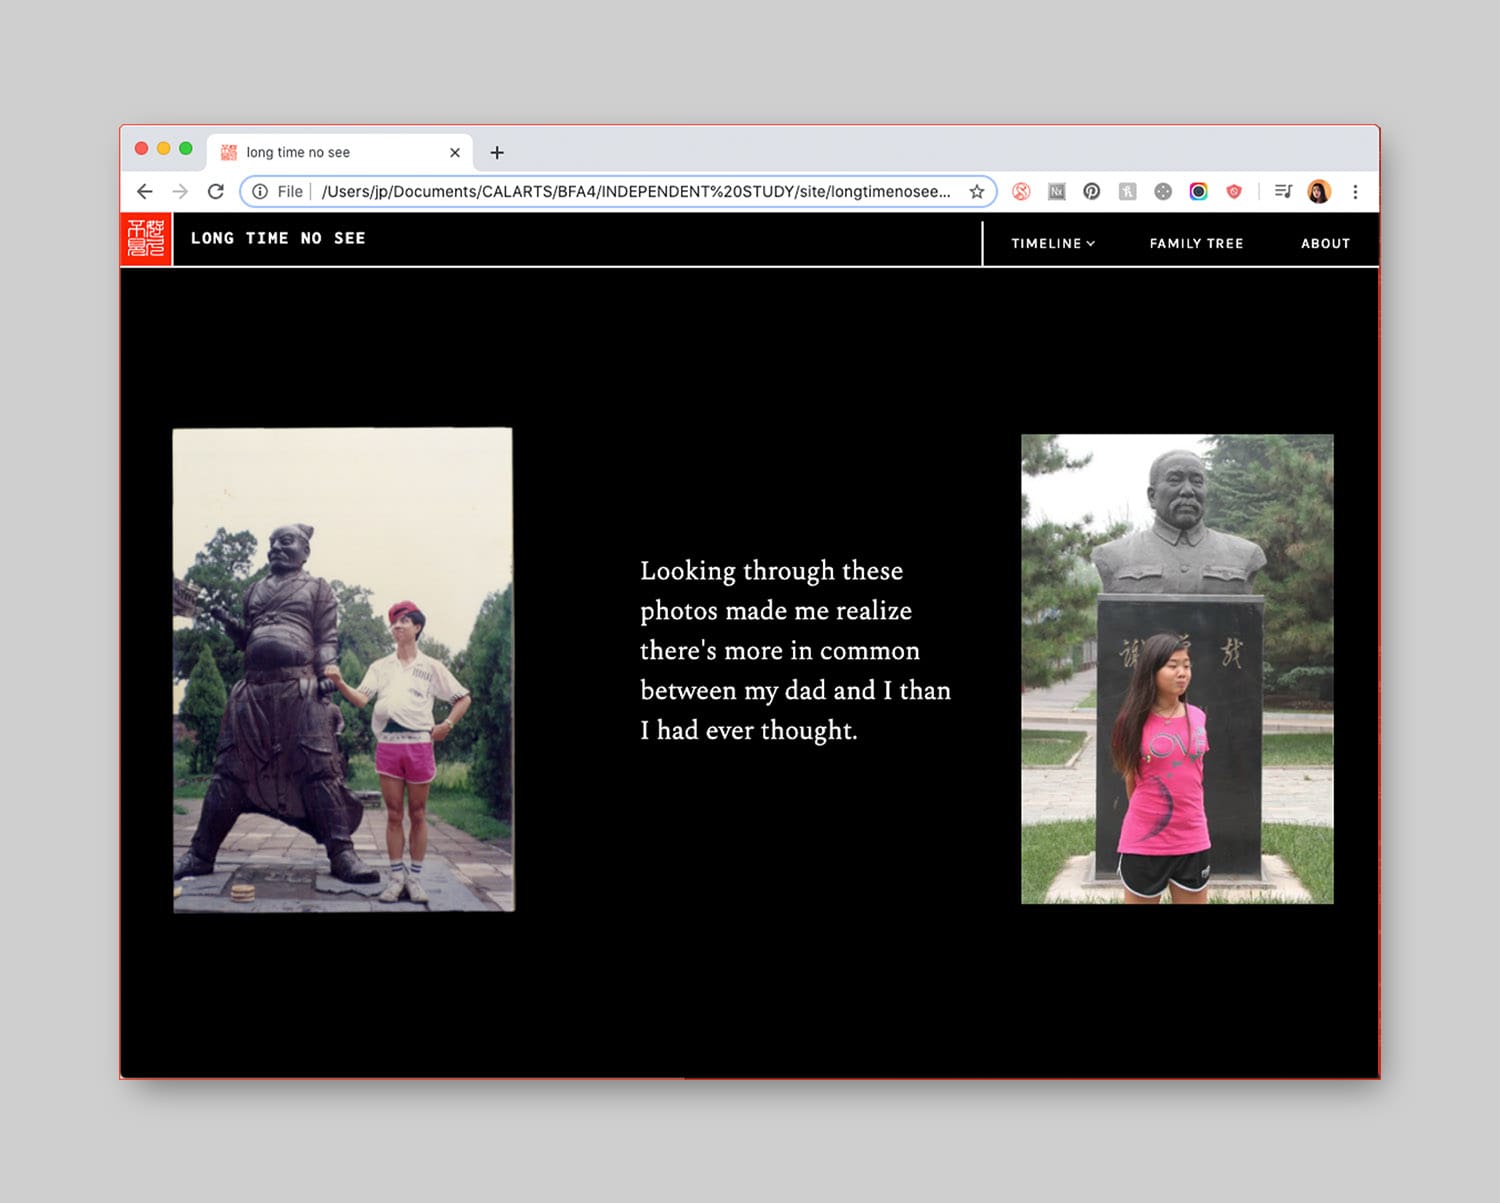 long time no see
File
/Users/jp/Documents/CALARTS/BFA4/INDEPENDENT%20STUDY/site/longtimenosee...
Nx
LONG TIME NO SEE
TIMELINE
FAMILY TREE
ABOUT
Looking through these
photos made me realize
there's more in common
between my dad and I than
I had ever thought.
LOVE